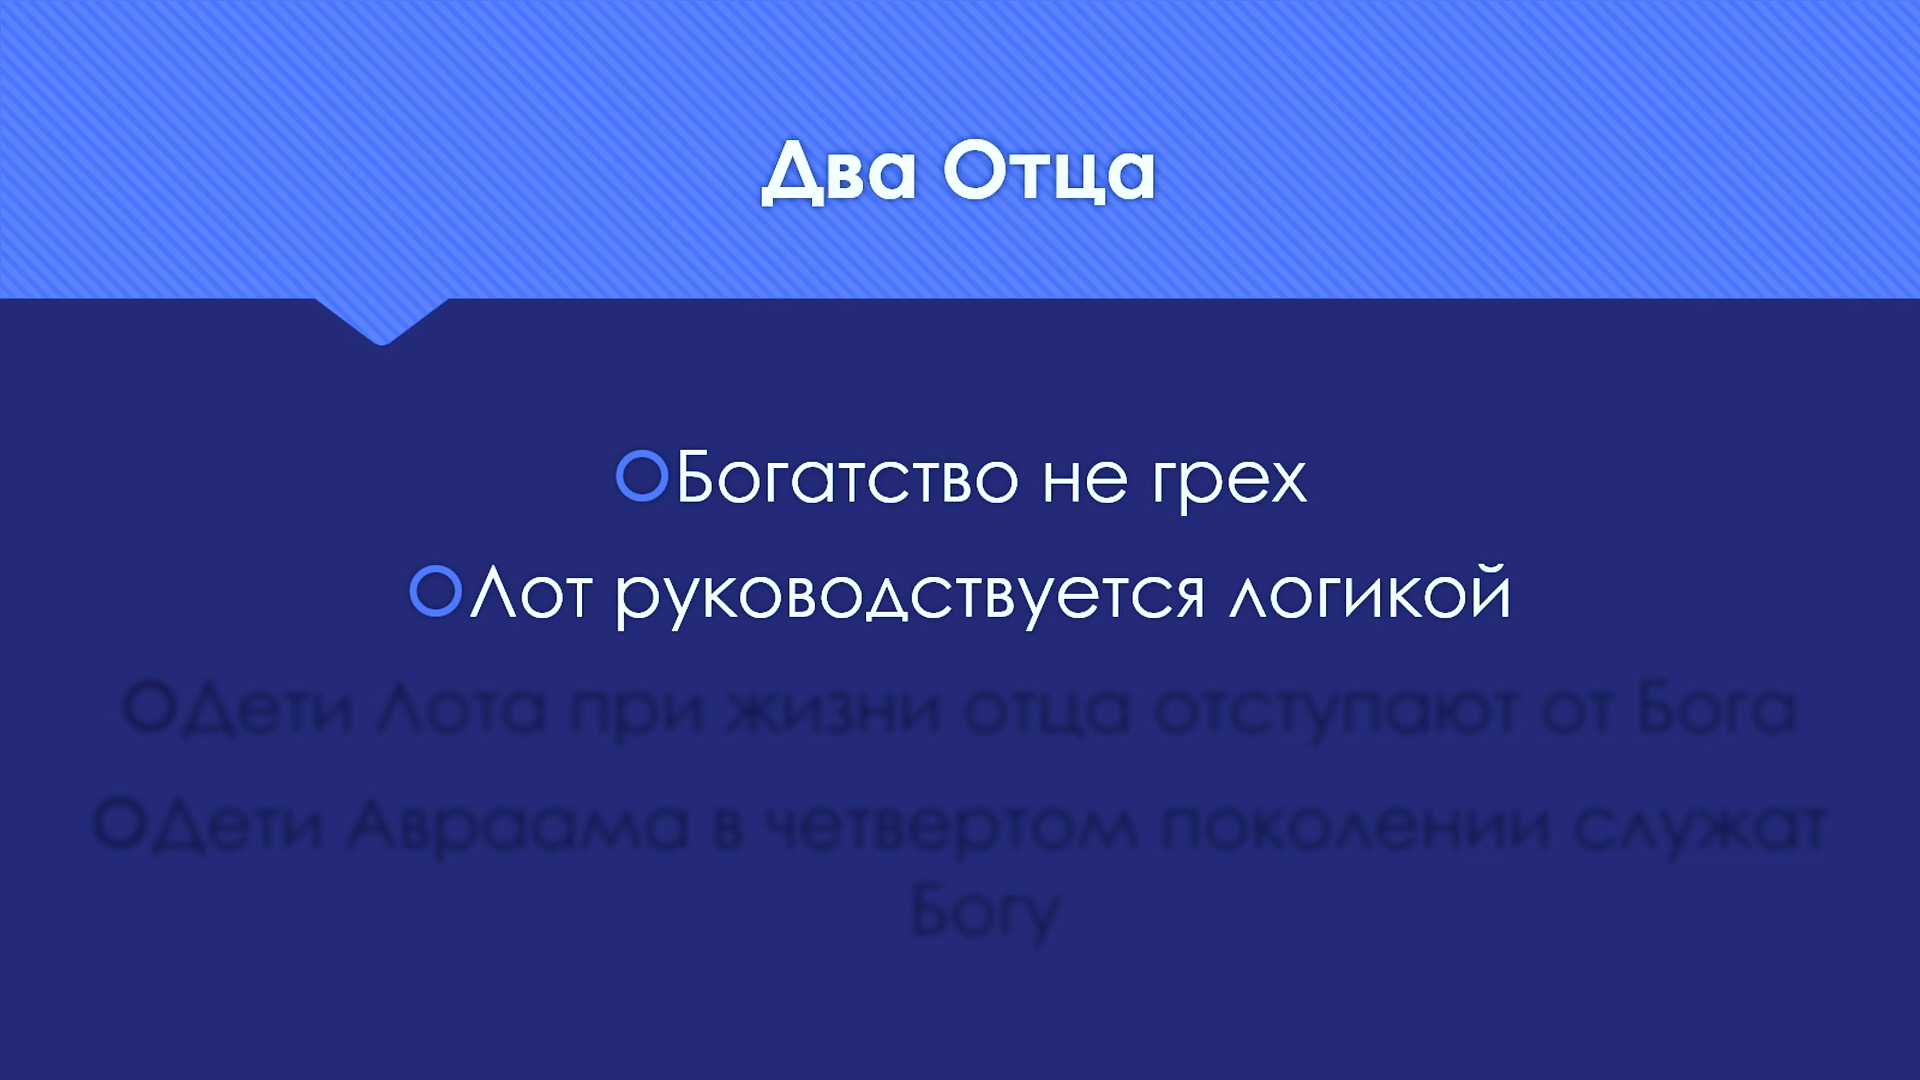 Два Отца
Богатство не грех
Лот руководствуется логикой
Дети Лота при жизни отца отступают от Бога
Дети Авраама в четвертом поколении служат
Богу